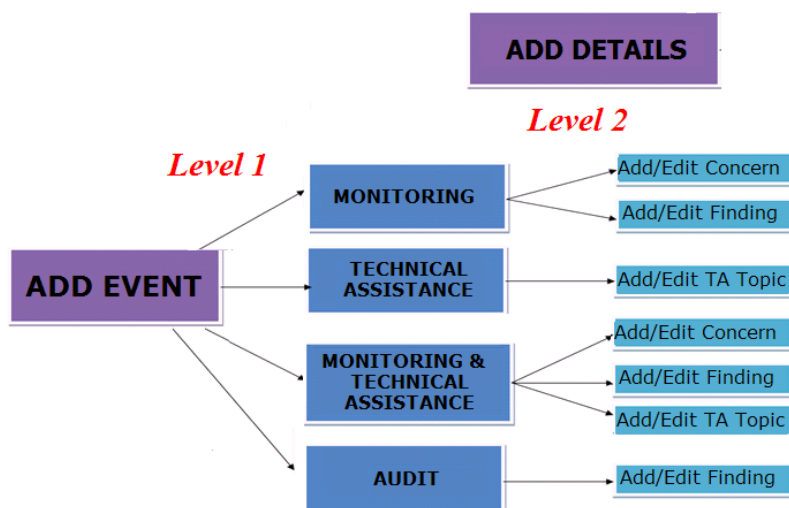 ADD DETAILS
Level 1
Level 2
ADD EVENT
MONITORING
Add/Edit Concern
Add/Edit Finding
TECHNICAL
ASSISTANCE
Add/Edit TA Topic
MONITORING &
TECHNICAL
ASSISTANCE
Add/Edit Concern
Add/Edit Finding
Add/Edit TA Topic
AUDIT
Add/Edit Finding